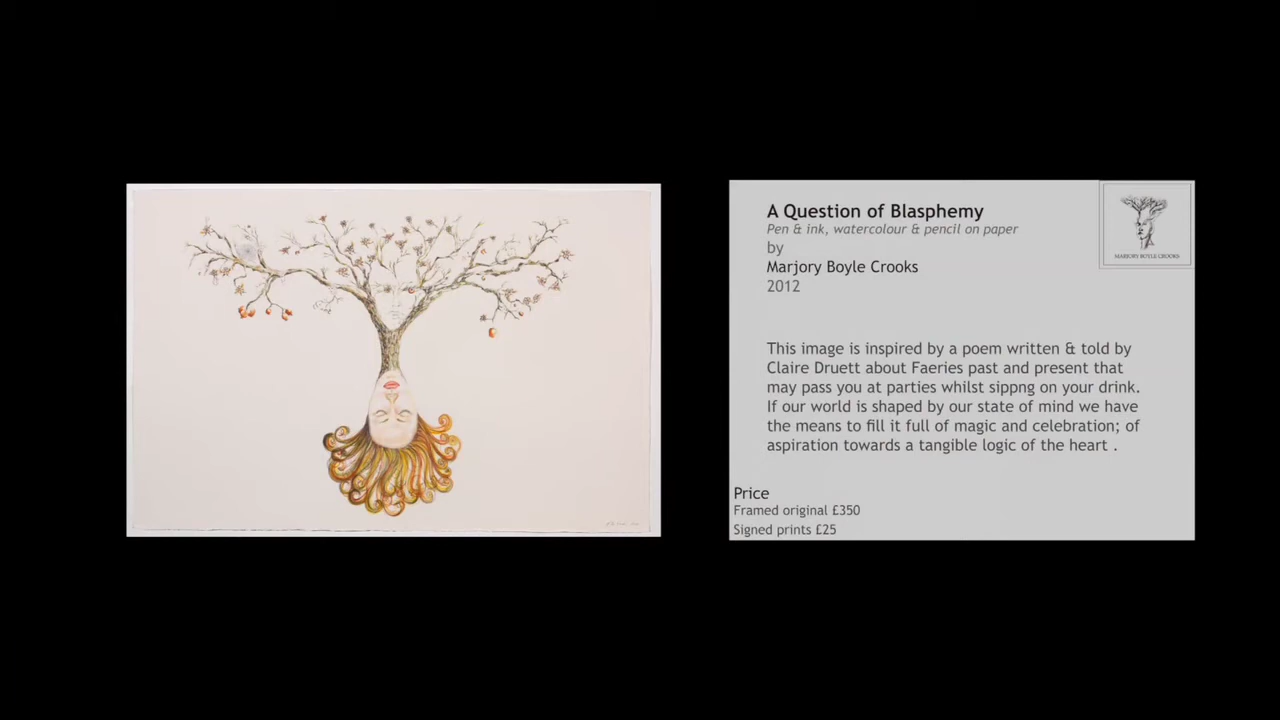 A Question of Blasphemy
Pen & ink, watercolour & pencil on paper
by
Marjory Boyle Crooks
2012
MARJORY BOYLE CROOKS
This image is inspired by a poem written & told by
Claire Druett about Faeries past and present that
may pass you at parties whilst sippng on your drink.
If our world is shaped by our state of mind we have
the means to fill it full of magic and celebration; of
aspiration towards a tangible logic of the heart .
Price
Framed original £350
Signed prints £25